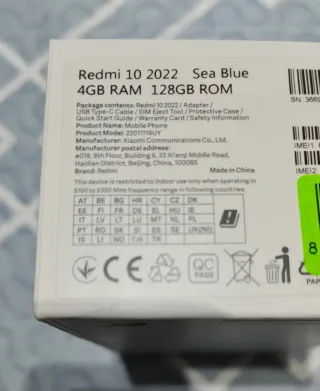 Redmi 10 2022 Sea Blue
4GB RAM 128GB ROM
Package contents: Redmi 10 2022 / Adapter /
USB Type-C Cable / SIM Eject Tool / Protective Case /
Quick Start Guide / Warranty Card / Safety Information
Product Name: Mobile Phone
Product Model: 22011119UY
Manufacturer: Xiaomi Communications Co., Ltd.
Manufacturer postal address:
#019, 9th Floor, Building 6, 33 Xi'erqi Middle Road,
Haidian District, Beijing, China, 100085
Brand: Redmi Made in China
This device is restricted to indoor use only when operating in
5150 to 5350 MHz frequency range in following countries:
AT BE BG HR CY CZ DK
EE FI FR DE EL HU IE
IT LV LT LU MT NL PL
PT RO SK SI ES SE UK(NI)
IS LI NO CH TR
CE
QC
PASS
SN: 
IMEI1
IMEI2
8
PAP